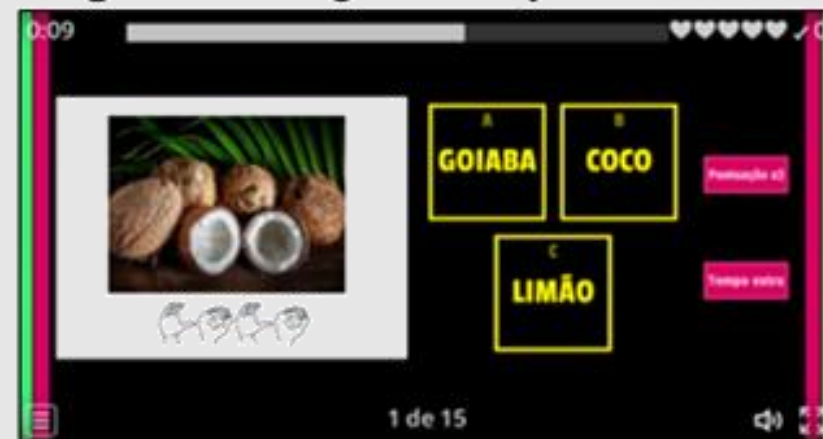 0:09
A
GOIABA
B
COCO
C
LIMÃO
Pontuação x2
Tempo extra
1 de 15